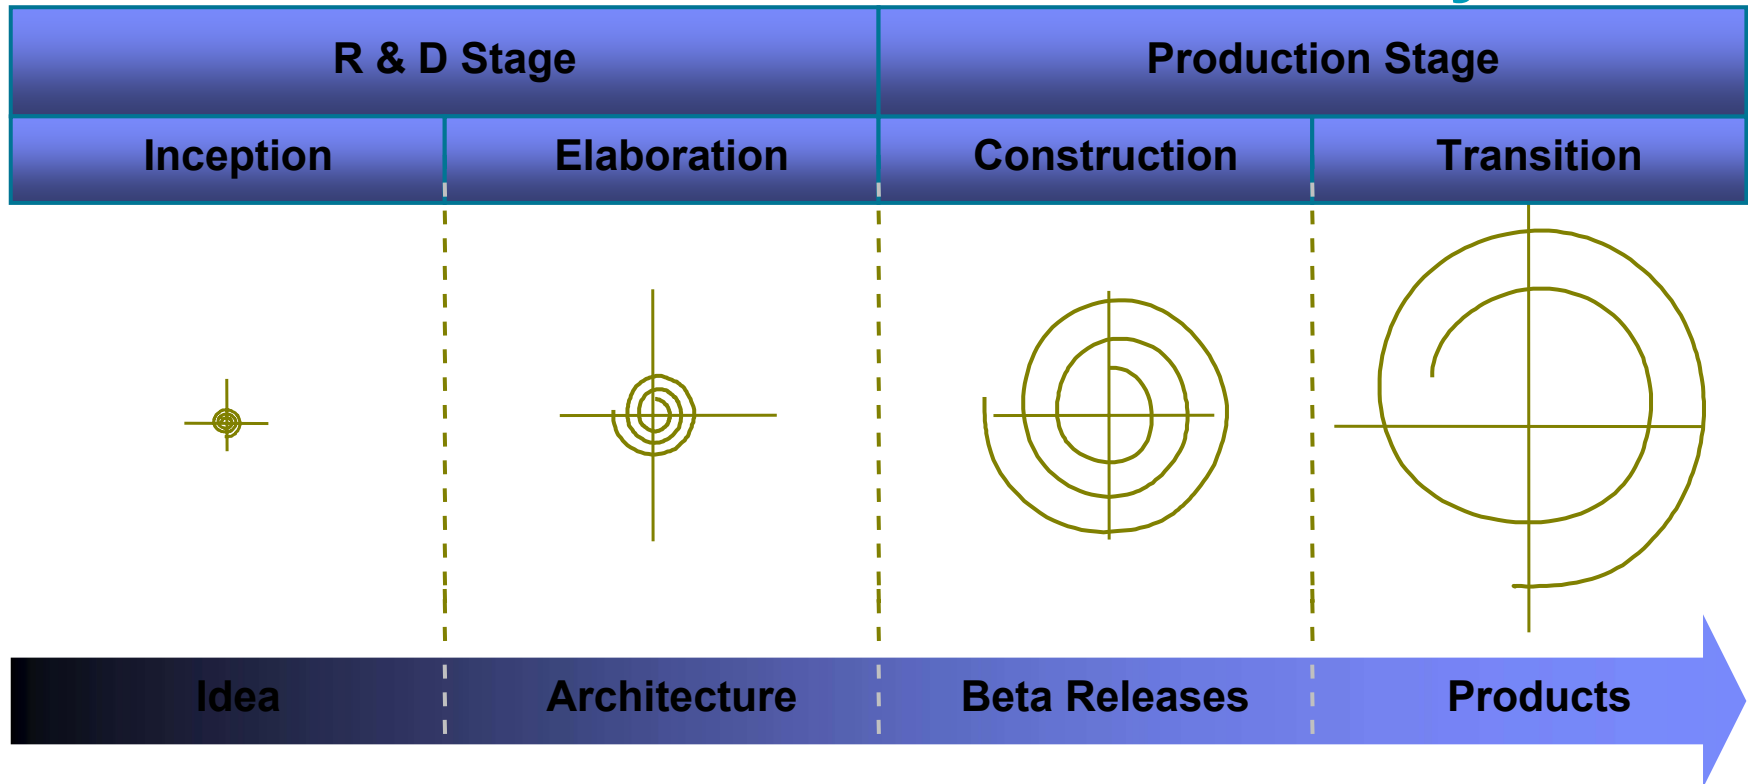 R & D Stage
Production Stage
Inception
Elaboration
Construction
Transition
Idea
Architecture
Beta Releases
Products